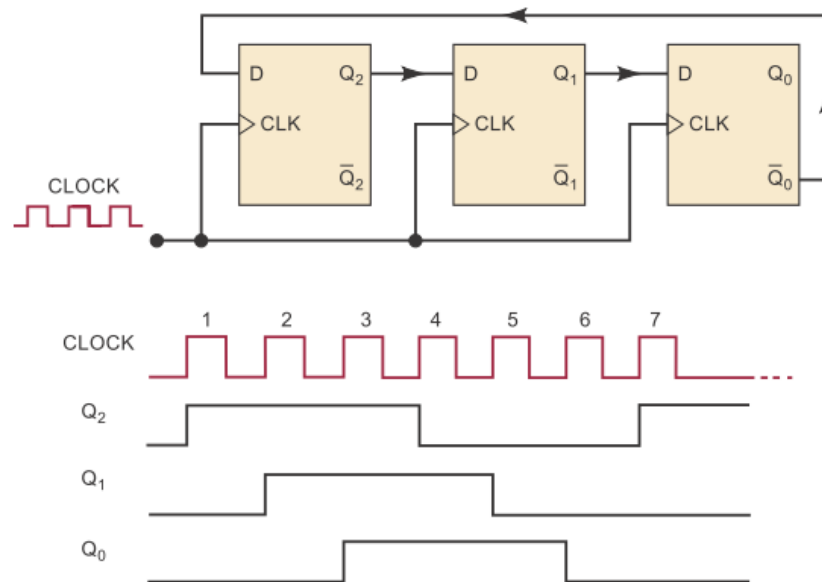 D Q2 D Q1 D Q0
CLK CLK CLK
Q̄2 Q̄1 Q̄0
CLOCK
1 2 3 4 5 6 7
CLOCK
Q2
Q1
Q0